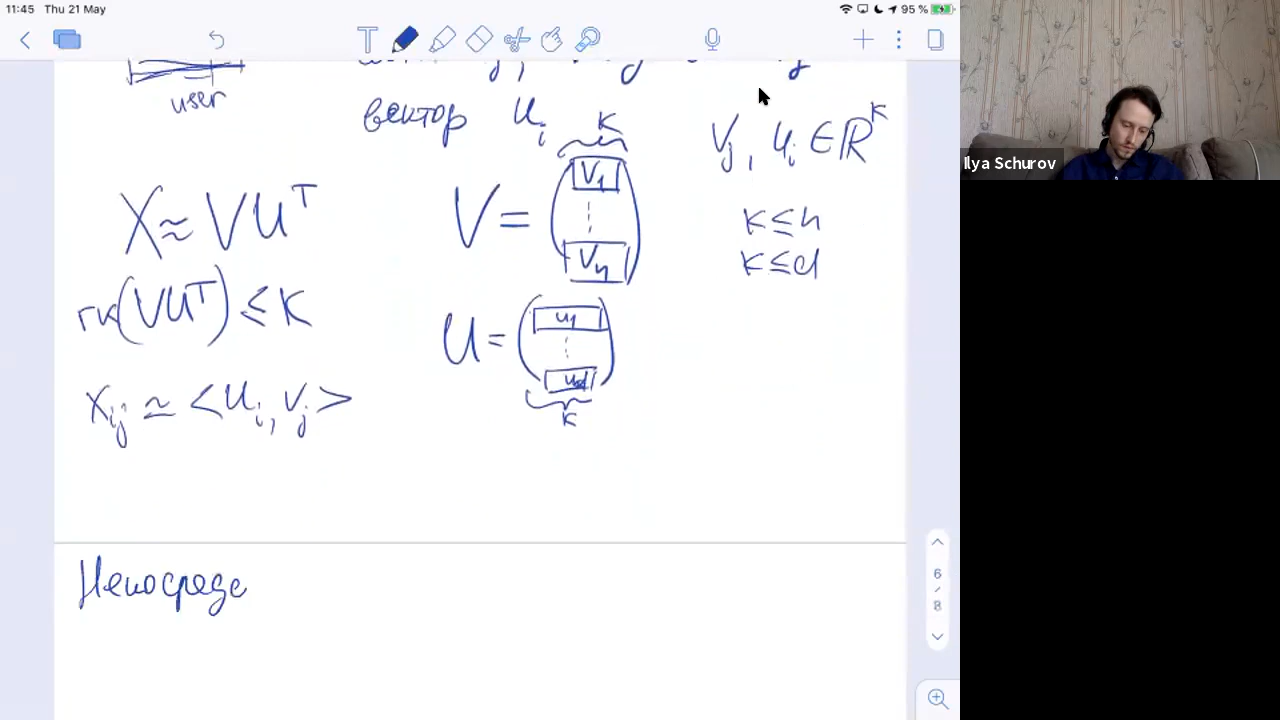 11:45 Thu 21 May
95 %
T
user
вектор u_i
K
V_j, u_i ∈ ℝ^k
X ≈ VU^T
V =
V_1
V_n
k ≤ n
k ≤ d
rk(VU^T) ≤ K
U =
u_1
u_d
K
x_ij ≃ <u_i, v_j>
Непосредс
6
/
8
Ilya Schurov